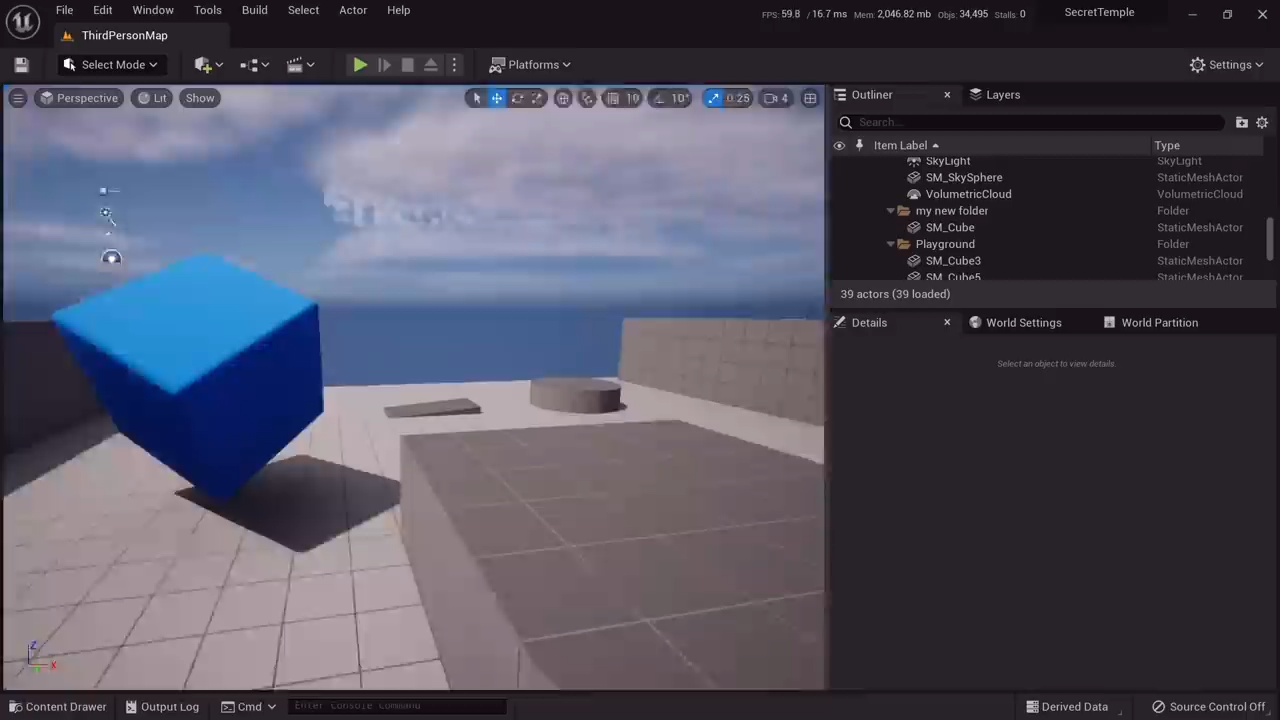 File Edit Window Tools Build Select Actor Help
FPS: 59.8 / 16.7 ms Mem: 2,046.82 mb Objs: 34,495 Stalls: 0
SecretTemple
ThirdPersonMap
Select Mode
Platforms
Settings
Perspective Lit Show
10 10° 0.25 4
Outliner Layers
Search...
Item Label Type
SkyLight SkyLight
SM_SkySphere StaticMeshActor
VolumetricCloud VolumetricCloud
my new folder Folder
SM_Cube StaticMeshActor
Playground Folder
SM_Cube3 StaticMeshActor
SM_Cube5 StaticMeshActor
39 actors (39 loaded)
Details World Settings World Partition
Select an object to view details.
Z
X
Content Drawer Output Log Cmd Enter Console Command
Derived Data Source Control Off